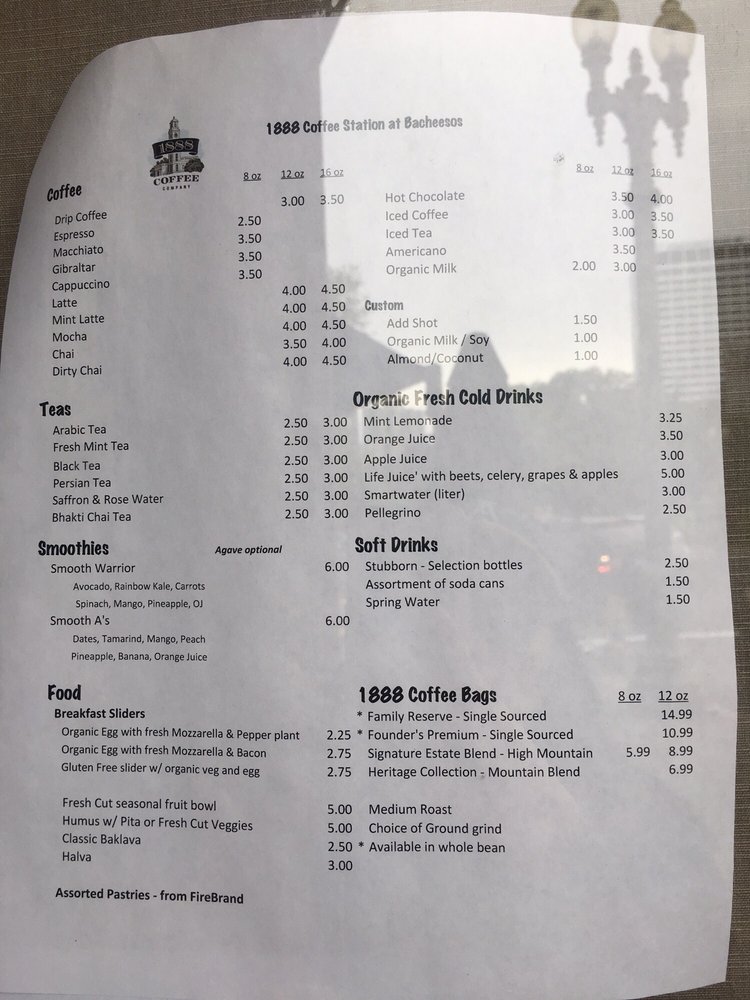 1888
COFFEE
COMPANY
1888 Coffee Station at Bacheesos
Coffee 8 oz 12 oz 16 oz
Drip Coffee 3.00 3.50
Espresso 2.50
Macchiato 3.50
Gibraltar 3.50
Cappuccino 3.50
Latte 4.00 4.50
Mint Latte 4.00 4.50
Mocha 4.00 4.50
Chai 3.50 4.00
Dirty Chai 4.00 4.50
Teas
Arabic Tea 2.50 3.00
Fresh Mint Tea 2.50 3.00
Black Tea 2.50 3.00
Persian Tea 2.50 3.00
Saffron & Rose Water 2.50 3.00
Bhakti Chai Tea 2.50 3.00
Smoothies Agave optional
Smooth Warrior 6.00
Avocado, Rainbow Kale, Carrots
Spinach, Mango, Pineapple, OJ
Smooth A's 6.00
Dates, Tamarind, Mango, Peach
Pineapple, Banana, Orange Juice
Food
Breakfast Sliders
Organic Egg with fresh Mozzarella & Pepper plant 2.25
Organic Egg with fresh Mozzarella & Bacon 2.75
Gluten Free slider w/ organic veg and egg 2.75
Fresh Cut seasonal fruit bowl 5.00
Humus w/ Pita or Fresh Cut Veggies 5.00
Classic Baklava 2.50
Halva 3.00
Assorted Pastries - from FireBrand
8 oz 12 oz 16 oz
Hot Chocolate 3.50 4.00
Iced Coffee 3.00 3.50
Iced Tea 3.00 3.50
Americano 3.50
Organic Milk 2.00 3.00
Custom
Add Shot 1.50
Organic Milk / Soy 1.00
Almond/Coconut 1.00
Organic Fresh Cold Drinks
Mint Lemonade 3.25
Orange Juice 3.50
Apple Juice 3.00
Life Juice' with beets, celery, grapes & apples 5.00
Smartwater (liter) 3.00
Pellegrino 2.50
Soft Drinks
Stubborn - Selection bottles 2.50
Assortment of soda cans 1.50
Spring Water 1.50
1888 Coffee Bags 8 oz 12 oz
* Family Reserve - Single Sourced 14.99
* Founder's Premium - Single Sourced 10.99
Signature Estate Blend - High Mountain 5.99 8.99
Heritage Collection - Mountain Blend 6.99
Medium Roast
Choice of Ground grind
* Available in whole bean